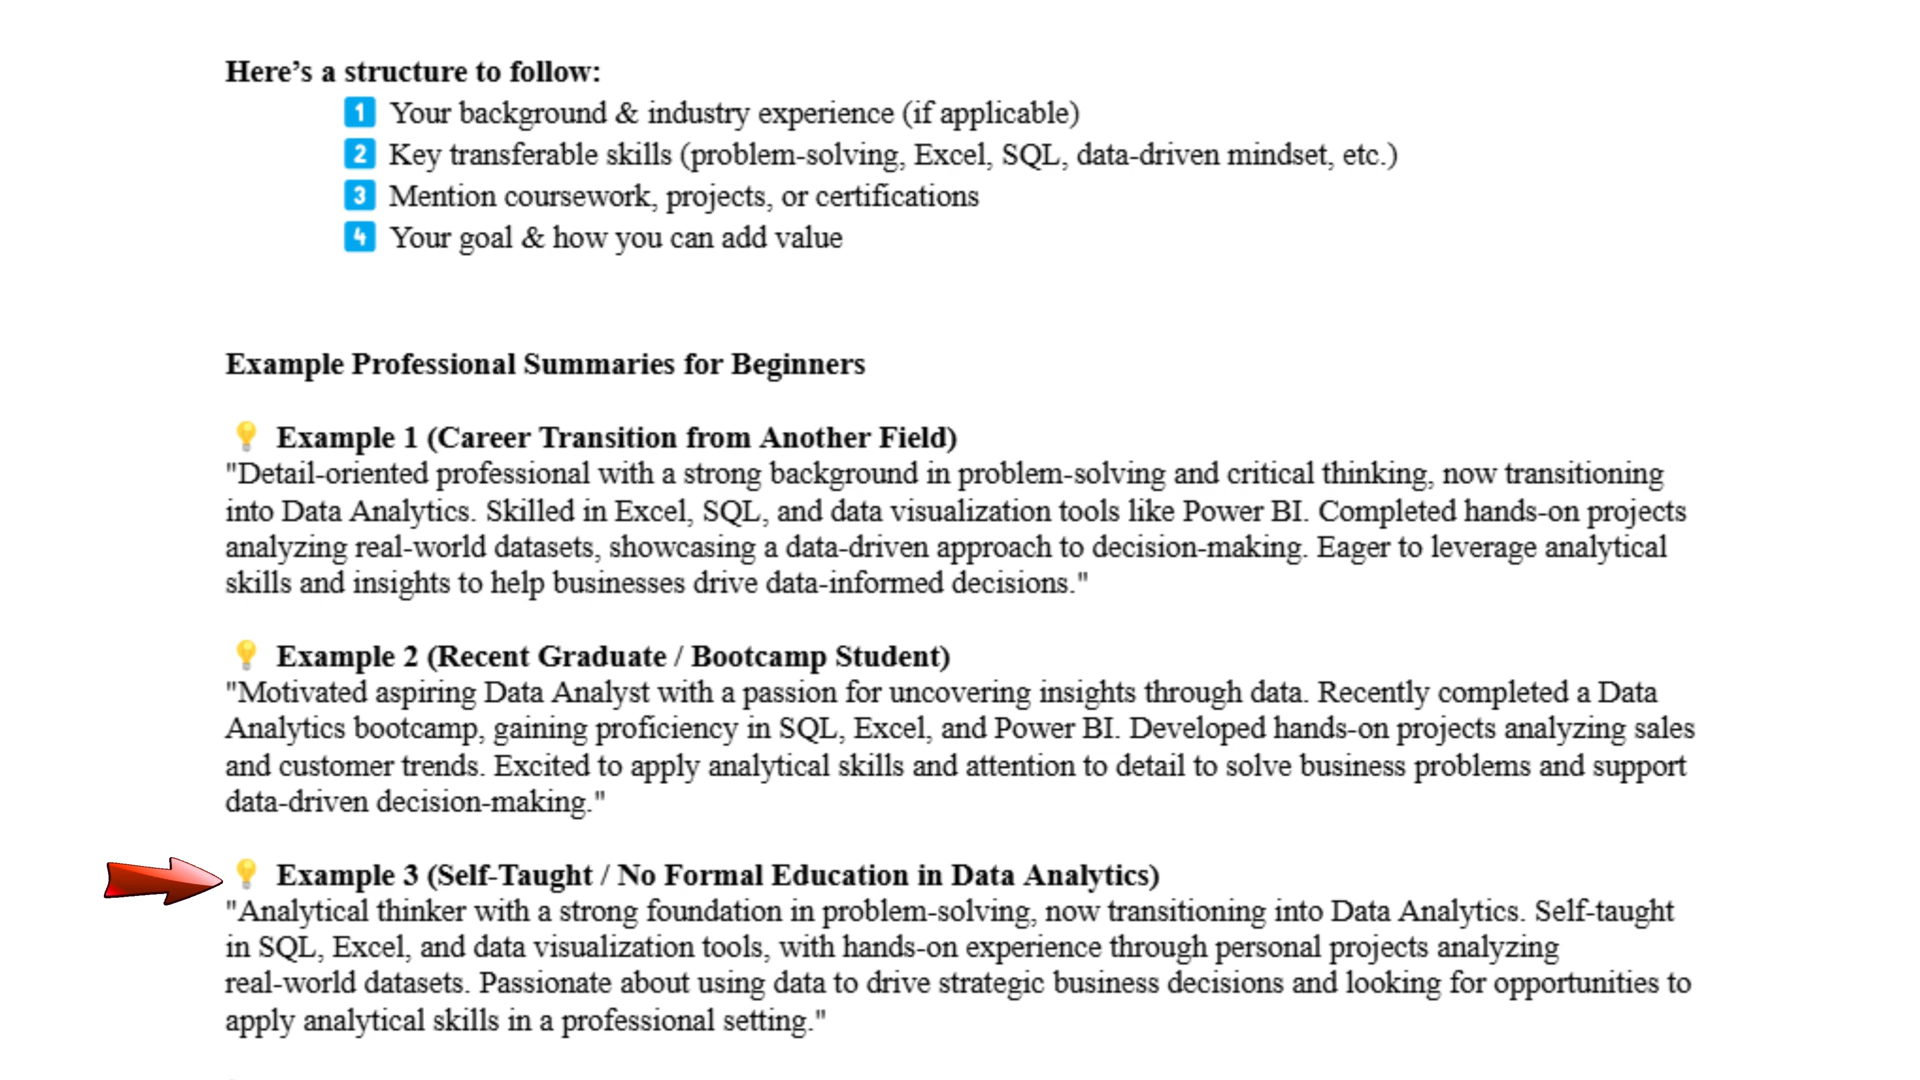 Here’s a structure to follow:
1 Your background & industry experience (if applicable)
2 Key transferable skills (problem-solving, Excel, SQL, data-driven mindset, etc.)
3 Mention coursework, projects, or certifications
4 Your goal & how you can add value
Example Professional Summaries for Beginners
💡 Example 1 (Career Transition from Another Field)
"Detail-oriented professional with a strong background in problem-solving and critical thinking, now transitioning
into Data Analytics. Skilled in Excel, SQL, and data visualization tools like Power BI. Completed hands-on projects
analyzing real-world datasets, showcasing a data-driven approach to decision-making. Eager to leverage analytical
skills and insights to help businesses drive data-informed decisions."
💡 Example 2 (Recent Graduate / Bootcamp Student)
"Motivated aspiring Data Analyst with a passion for uncovering insights through data. Recently completed a Data
Analytics bootcamp, gaining proficiency in SQL, Excel, and Power BI. Developed hands-on projects analyzing sales
and customer trends. Excited to apply analytical skills and attention to detail to solve business problems and support
data-driven decision-making."
💡 Example 3 (Self-Taught / No Formal Education in Data Analytics)
"Analytical thinker with a strong foundation in problem-solving, now transitioning into Data Analytics. Self-taught
in SQL, Excel, and data visualization tools, with hands-on experience through personal projects analyzing
real-world datasets. Passionate about using data to drive strategic business decisions and looking for opportunities to
apply analytical skills in a professional setting."